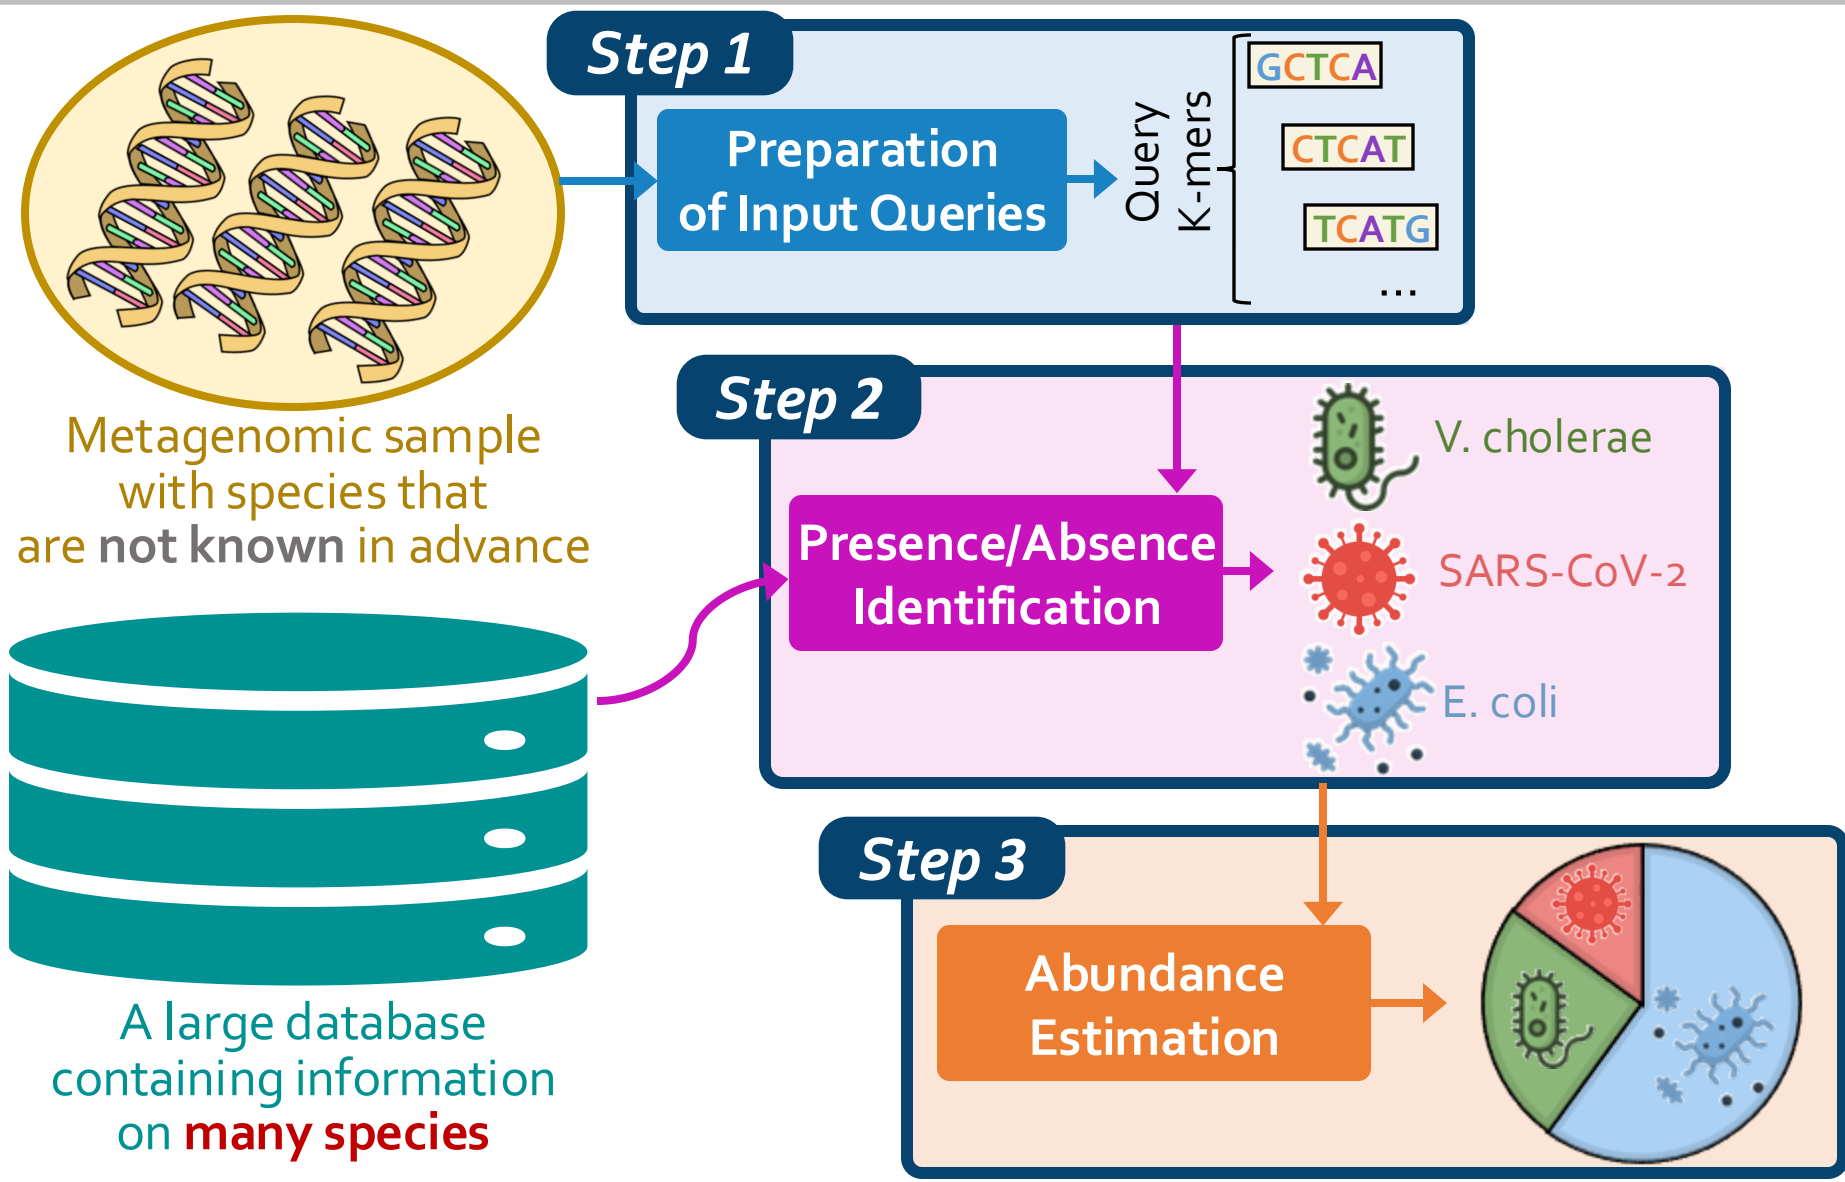 Step 1
Preparation
of Input Queries
Query
K-mers
GCTCA
CTCAT
TCATG
...
Metagenomic sample
with species that
are not known in advance
Step 2
Presence/Absence
Identification
V. cholerae
SARS-CoV-2
E. coli
A large database
containing information
on many species
Step 3
Abundance
Estimation